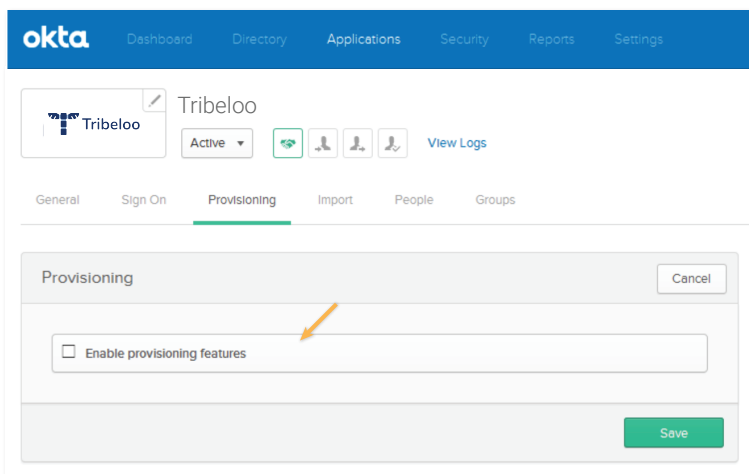 okta Dashboard Directory Applications Security Reports Settings
Tribeloo
Tribeloo
Active View Logs
General Sign On Provisioning Import People Groups
Provisioning Cancel
Enable provisioning features
Save